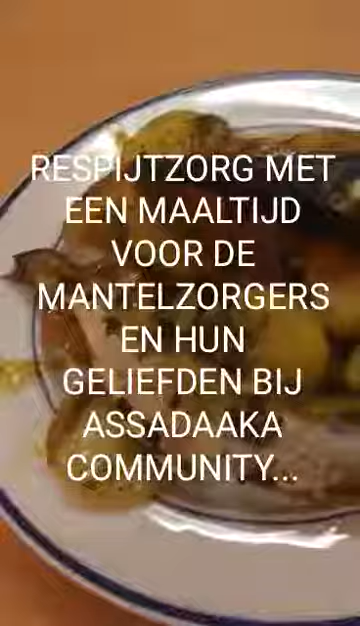 RESPIJTZORG MET
EEN MAALTIJD
VOOR DE
MANTELZORGERS
EN HUN
GELIEFDEN BIJ
ASSADAAKA
COMMUNITY...